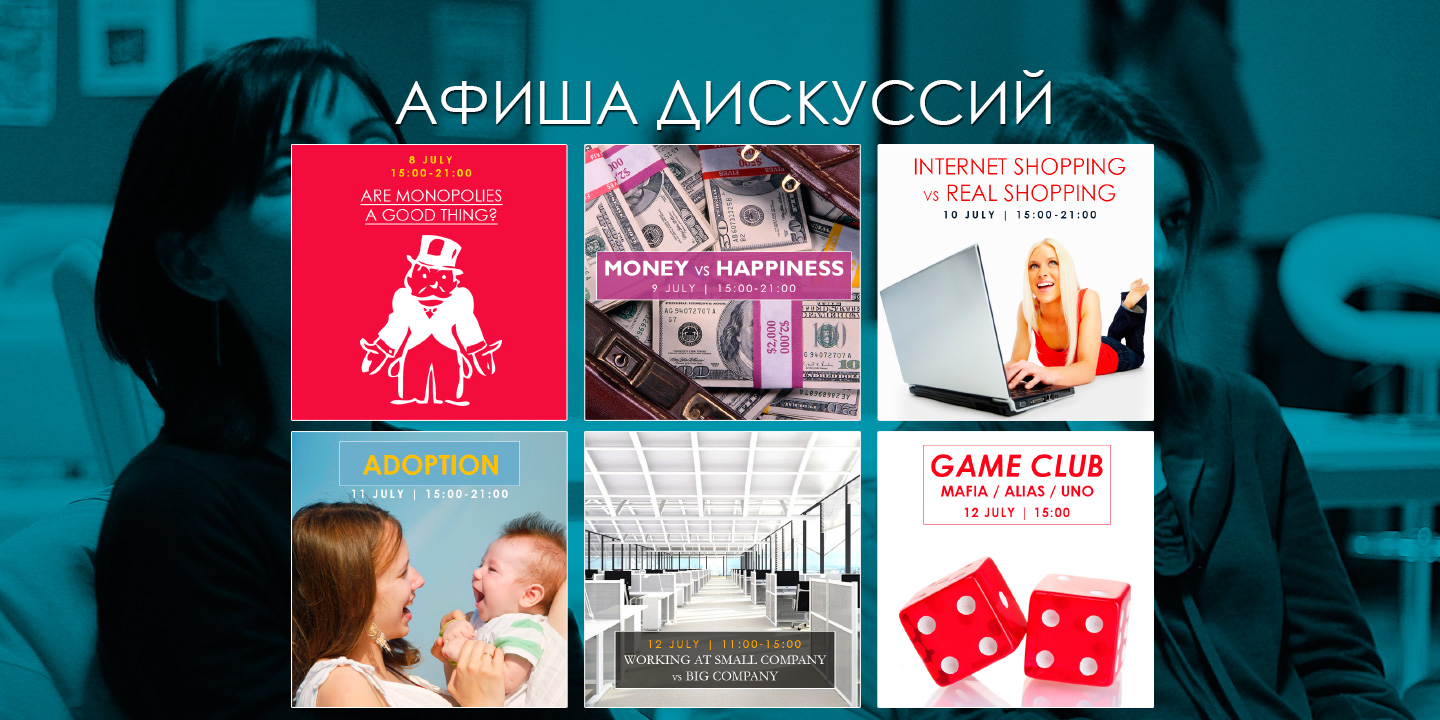 АФИША ДИСКУССИЙ
8 JULY
15:00-21:00
ARE MONOPOLIES
A GOOD THING?
MONEY vs HAPPINESS
9 JULY | 15:00-21:00
INTERNET SHOPPING
vs REAL SHOPPING
10 JULY | 15:00-21:00
ADOPTION
11 JULY | 15:00-21:00
12 JULY | 11:00-15:00
WORKING AT SMALL COMPANY
vs BIG COMPANY
GAME CLUB
MAFIA / ALIAS / UNO
12 JULY | 15:00